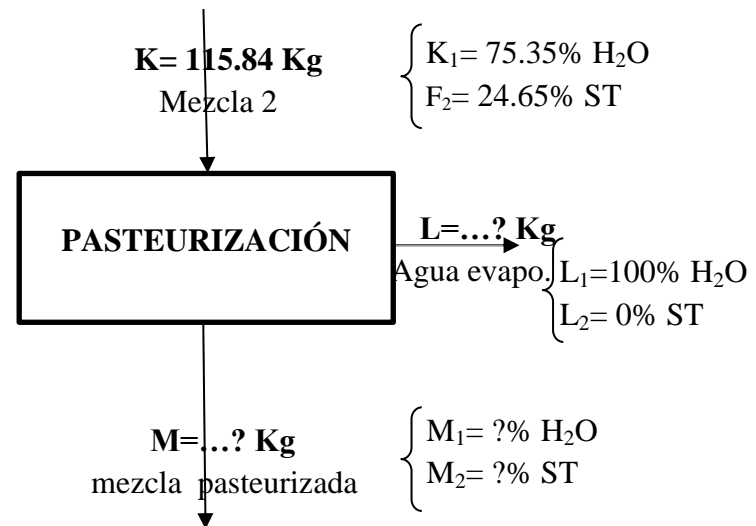 K= 115.84 Kg
Mezcla 2
K₁= 75.35% H₂O
F₂= 24.65% ST
PASTEURIZACIÓN
L=…? Kg
Agua evapo.
L₁=100% H₂O
L₂= 0% ST
M=…? Kg
mezcla pasteurizada
M₁= ?% H₂O
M₂= ?% ST